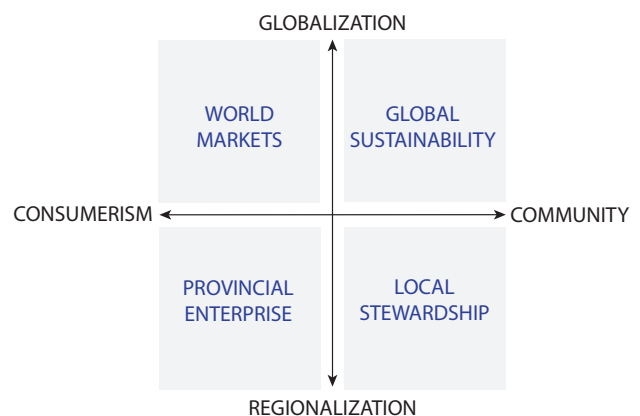 GLOBALIZATION
WORLD
MARKETS
GLOBAL
SUSTAINABILITY
CONSUMERISM
COMMUNITY
PROVINCIAL
ENTERPRISE
LOCAL
STEWARDSHIP
REGIONALIZATION